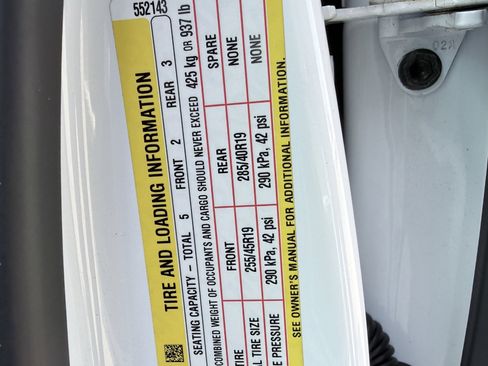 552143
TIRE AND LOADING INFORMATION
SEATING CAPACITY - TOTAL 5 FRONT 2 REAR 3
COMBINED WEIGHT OF OCCUPANTS AND CARGO SHOULD NEVER EXCEED 425 kg OR 937 lb
TIRE FRONT REAR SPARE
TIRE SIZE 255/45R19 285/40R19 NONE
PRESSURE 290 kPa, 42 psi 290 kPa, 42 psi NONE
SEE OWNER'S MANUAL FOR ADDITIONAL INFORMATION.